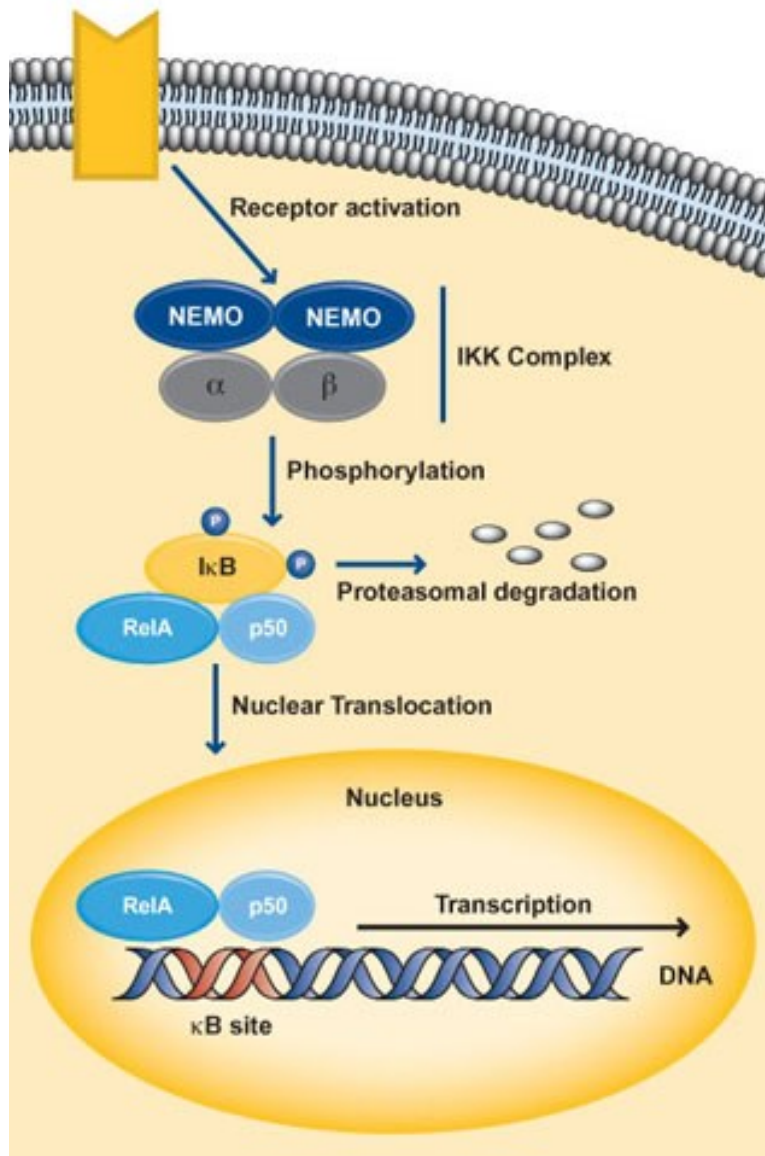 Receptor activation
NEMO NEMO
IKK Complex
α β
Phosphorylation
P
IκB P
Proteasomal degradation
RelA p50
Nuclear Translocation
Nucleus
RelA p50
Transcription
DNA
κB site